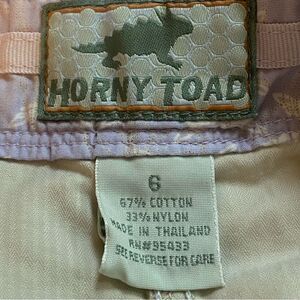 HORNY TOAD
6
67% COTTON
33% NYLON
MADE IN THAILAND
RN#95433
SEE REVERSE FOR CARE